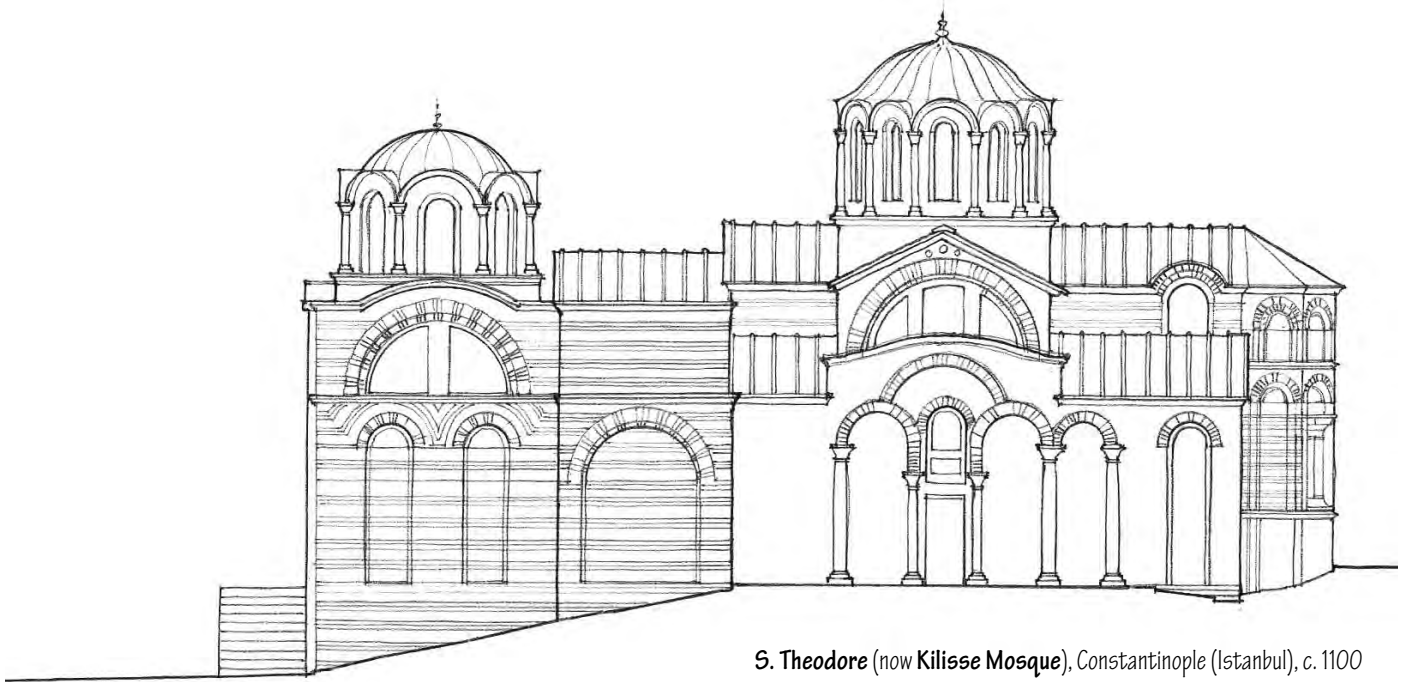 S. Theodore (now Kilisse Mosque), Constantinople (Istanbul), c. 1100